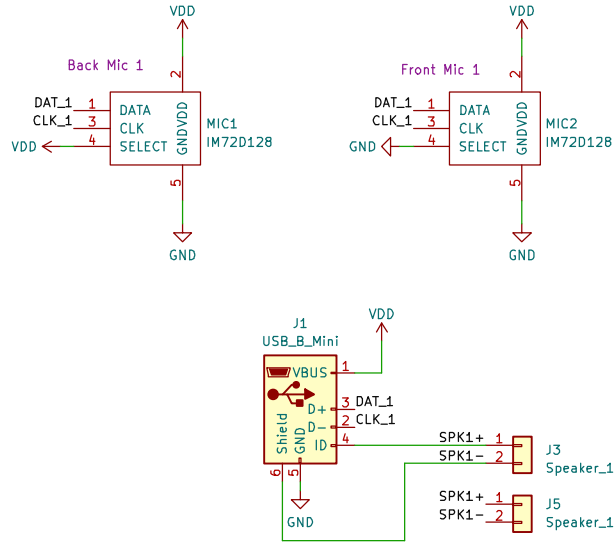 VDD
VDD
Back Mic 1
Front Mic 1
2
2
DAT_1 1 DATA
DAT_1 1 DATA
CLK_1 3 CLK
CLK_1 3 CLK
VDD 4 SELECT
GND 4 SELECT
GND VDD
GND VDD
MIC1
IM72D128
MIC2
IM72D128
5
5
GND
GND
VDD
J1
USB_B_Mini
VBUS 1
D+ 3 DAT_1
D- 2 CLK_1
ID 4
Shield
GND
6
5
GND
SPK1+ 1
SPK1- 2
J3
Speaker_1
SPK1+ 1
SPK1- 2
J5
Speaker_1